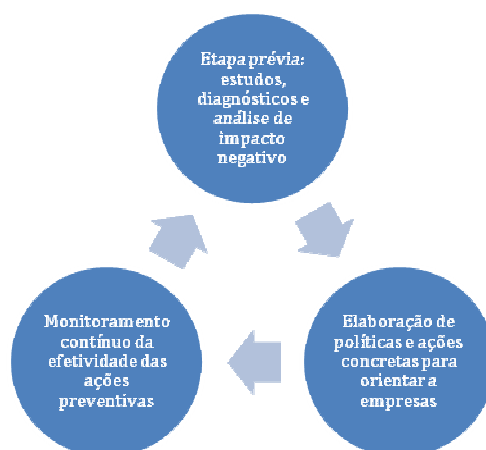 Etapa prévia:
estudos,
diagnósticos e
análise de
impacto
negativo
Elaboração de
políticas e ações
concretas para
orientar a
empresas
Monitoramento
contínuo da
efetividade das
ações
preventivas